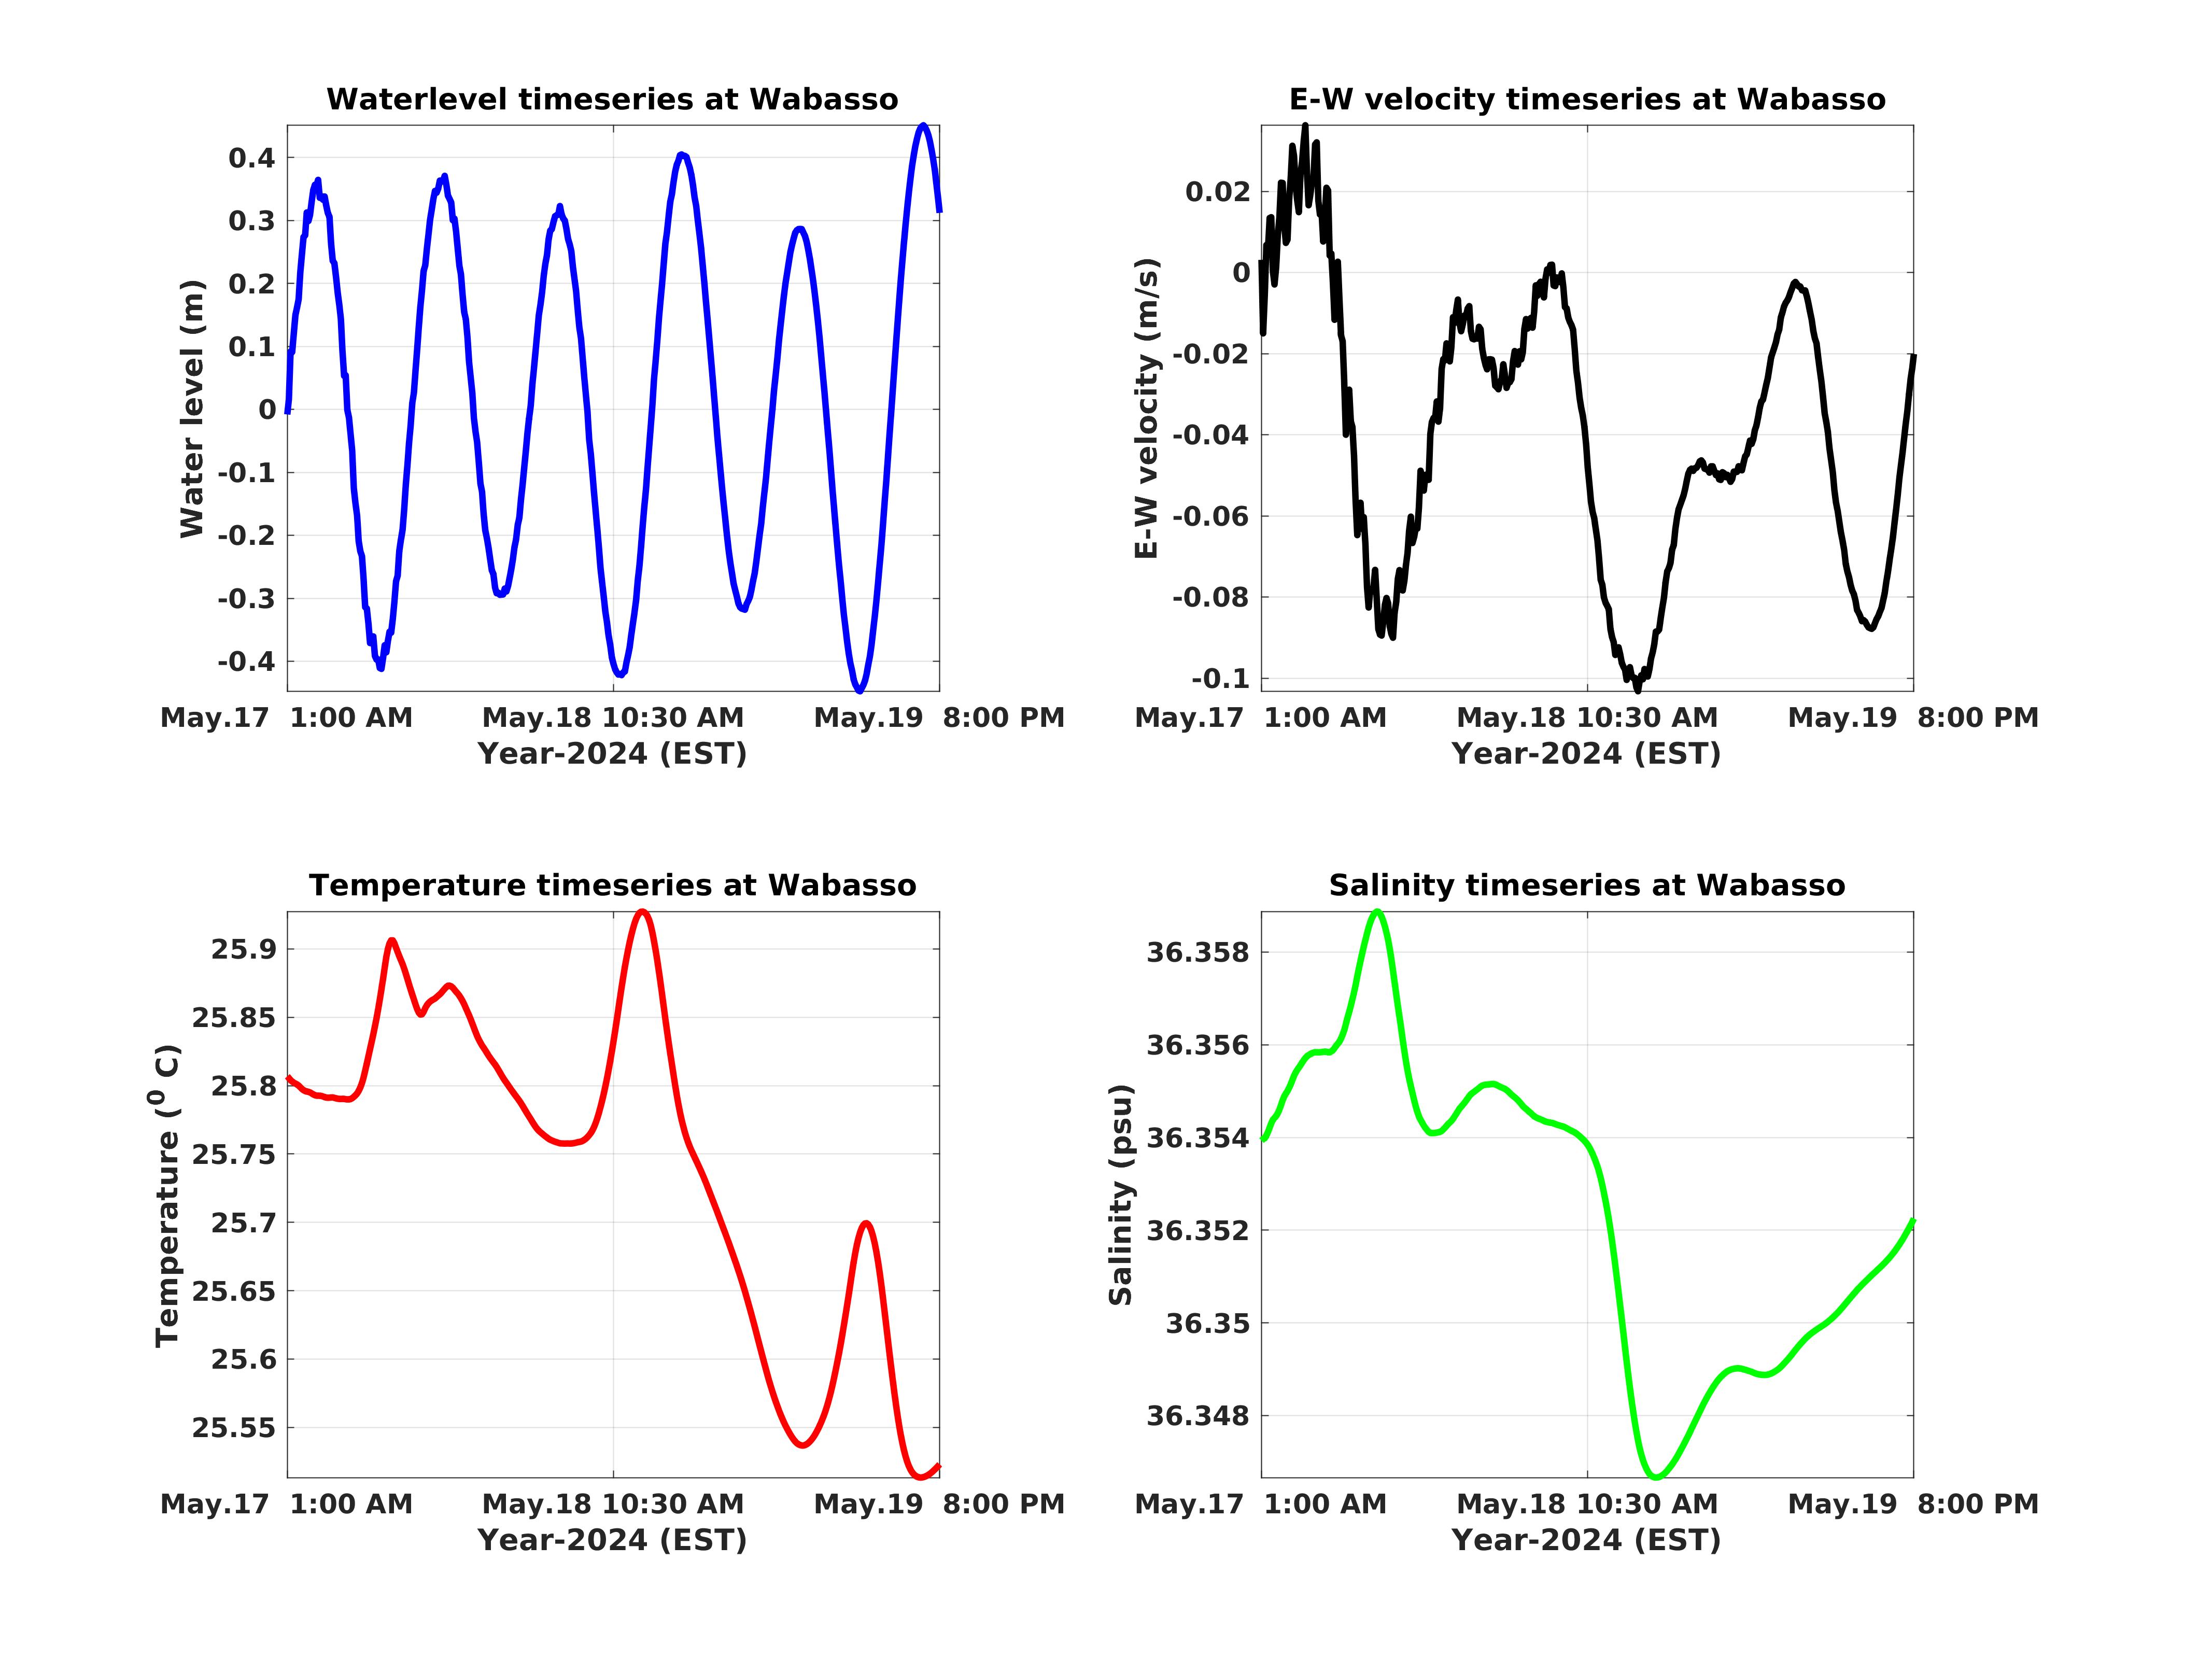 Waterlevel timeseries at Wabasso
0.4
0.3
0.2
0.1
0
-0.1
-0.2
-0.3
-0.4
Water level (m)
May.17 1:00 AM
May.18 10:30 AM
May.19 8:00 PM
Year-2024 (EST)
E-W velocity timeseries at Wabasso
0.02
0
-0.02
-0.04
-0.06
-0.08
-0.1
E-W velocity (m/s)
May.17 1:00 AM
May.18 10:30 AM
May.19 8:00 PM
Year-2024 (EST)
Temperature timeseries at Wabasso
25.9
25.85
25.8
25.75
25.7
25.65
25.6
25.55
Temperature (⁰ C)
May.17 1:00 AM
May.18 10:30 AM
May.19 8:00 PM
Year-2024 (EST)
Salinity timeseries at Wabasso
36.358
36.356
36.354
36.352
36.35
36.348
Salinity (psu)
May.17 1:00 AM
May.18 10:30 AM
May.19 8:00 PM
Year-2024 (EST)